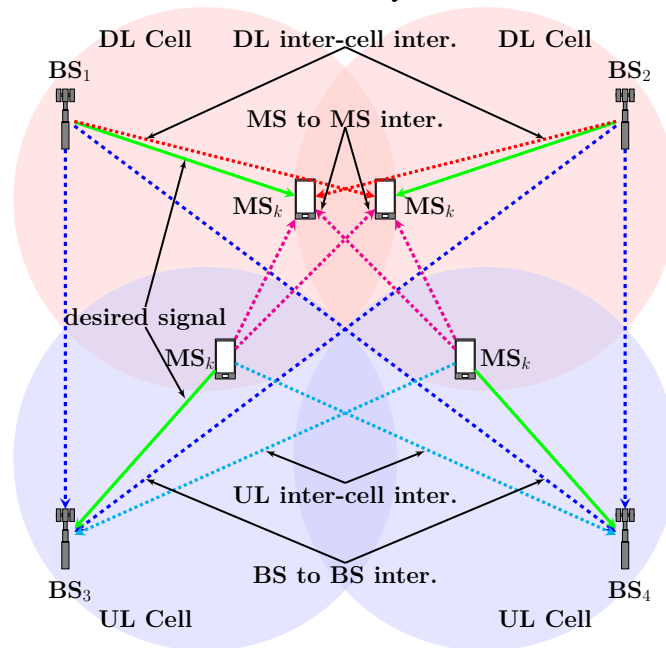 DL Cell
DL inter-cell inter.
DL Cell
BS₁
BS₂
MS to MS inter.
MSₖ
MSₖ
desired signal
MSₖ
MSₖ
UL inter-cell inter.
BS to BS inter.
BS₃
BS₄
UL Cell
UL Cell